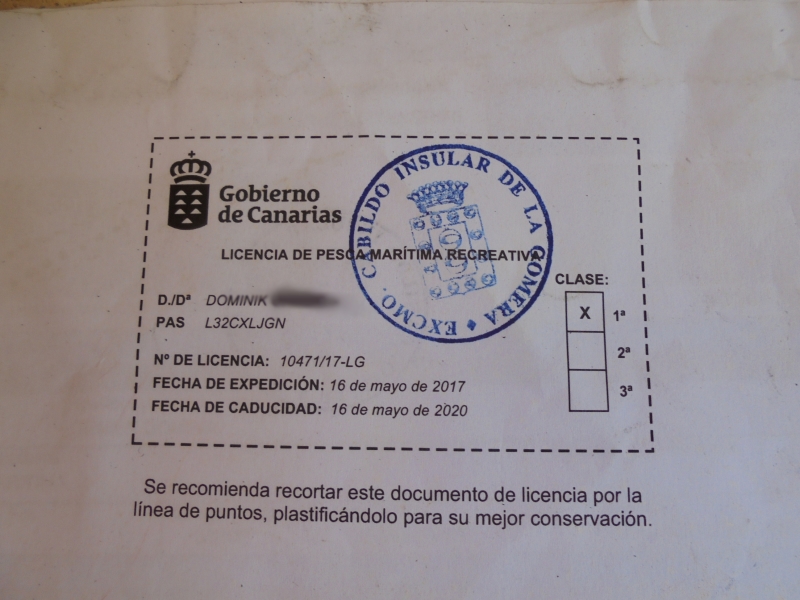 Gobierno
de Canarias
EXCMO. CABILDO INSULAR DE LA GOMERA
LICENCIA DE PESCA MARÍTIMA RECREATIVA
CLASE:
D./Dª DOMINIK
X 1ª
PAS L32CXLJGN
2ª
Nº DE LICENCIA: 10471/17-LG
FECHA DE EXPEDICIÓN: 16 de mayo de 2017
3ª
FECHA DE CADUCIDAD: 16 de mayo de 2020
Se recomienda recortar este documento de licencia por la
línea de puntos, plastificándolo para su mejor conservación.